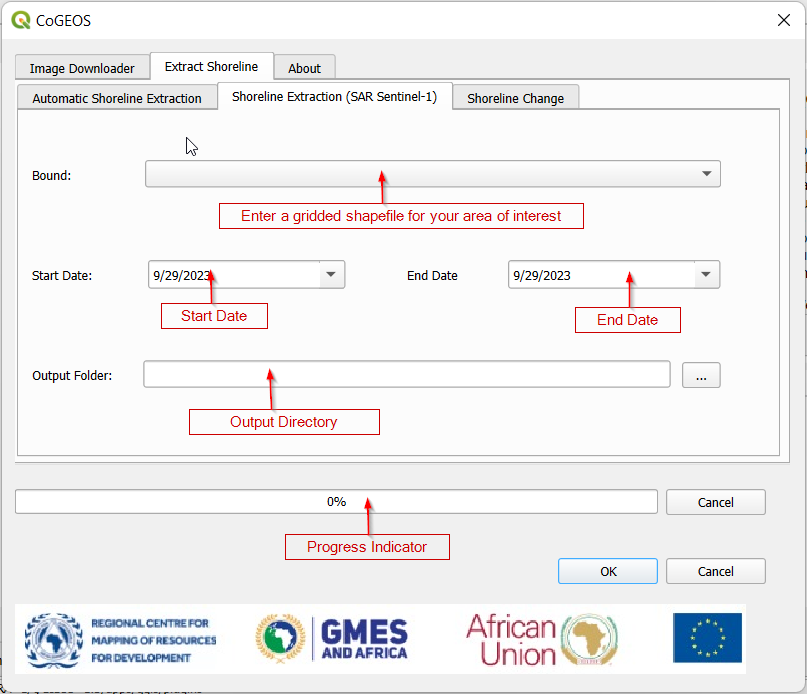 CoGEOS
Image Downloader
Extract Shoreline
About
Automatic Shoreline Extraction
Shoreline Extraction (SAR Sentinel-1)
Shoreline Change
Bound:
Enter a gridded shapefile for your area of interest
Start Date:
9/29/2023
End Date
9/29/2023
Start Date
End Date
Output Folder:
...
Output Directory
0%
Cancel
Progress Indicator
OK
Cancel
REGIONAL CENTRE FOR
MAPPING OF RESOURCES
FOR DEVELOPMENT
GMES
AND AFRICA
African
Union